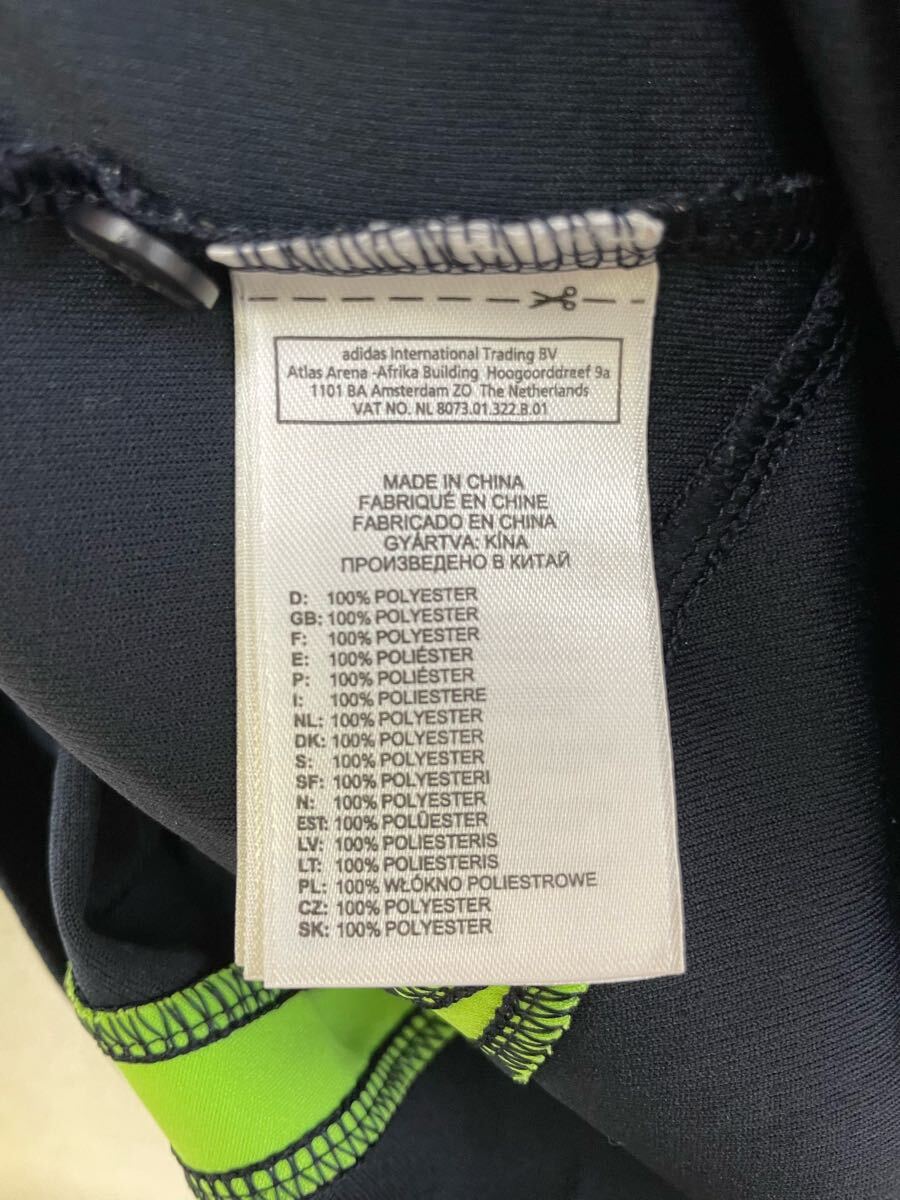 adidas International Trading BV
Atlas Arena -Afrika Building Hoogoorddreef 9a
1101 BA Amsterdam ZO The Netherlands
VAT NO. NL 8073.01.322.B.01
MADE IN CHINA
FABRIQUÉ EN CHINE
FABRICADO EN CHINA
GYÁRTVA: KÍNA
ПРОИЗВЕДЕНО В КИТАЙ
D: 100% POLYESTER
GB: 100% POLYESTER
F: 100% POLYESTER
E: 100% POLIÉSTER
P: 100% POLIÉSTER
I: 100% POLIESTERE
NL: 100% POLYESTER
DK: 100% POLYESTER
S: 100% POLYESTER
SF: 100% POLYESTERI
N: 100% POLYESTER
EST: 100% POLÜESTER
LV: 100% POLIESTERIS
LT: 100% POLIESTERIS
PL: 100% WŁÓKNO POLIESTROWE
CZ: 100% POLYESTER
SK: 100% POLYESTER